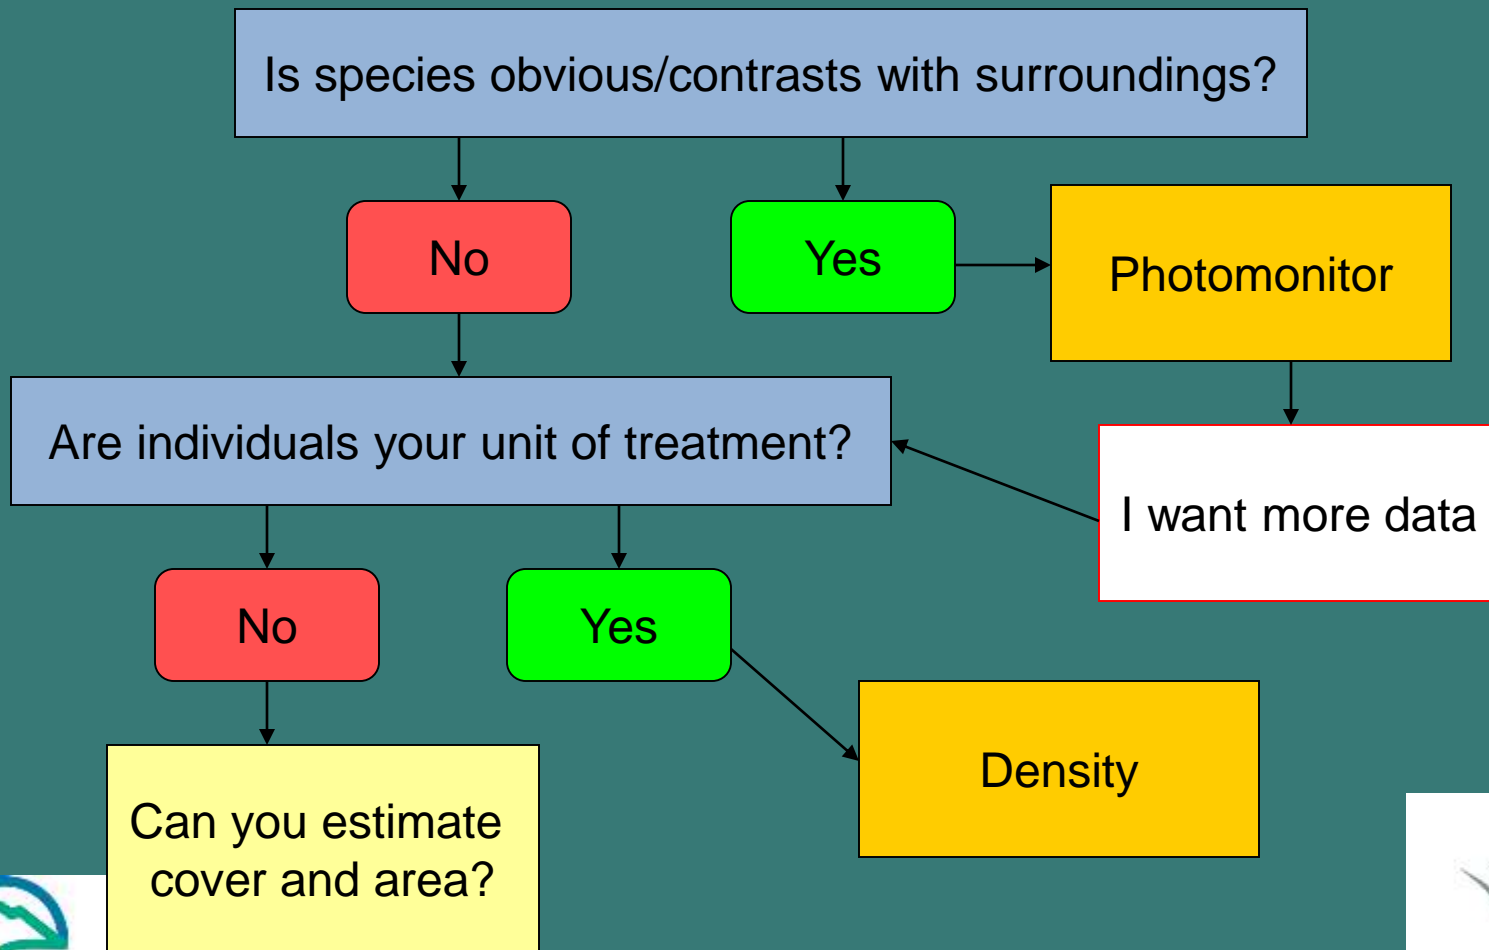 Is species obvious/contrasts with surroundings?
No
Yes
Photomonitor
Are individuals your unit of treatment?
I want more data
No
Yes
Density
Can you estimate
cover and area?